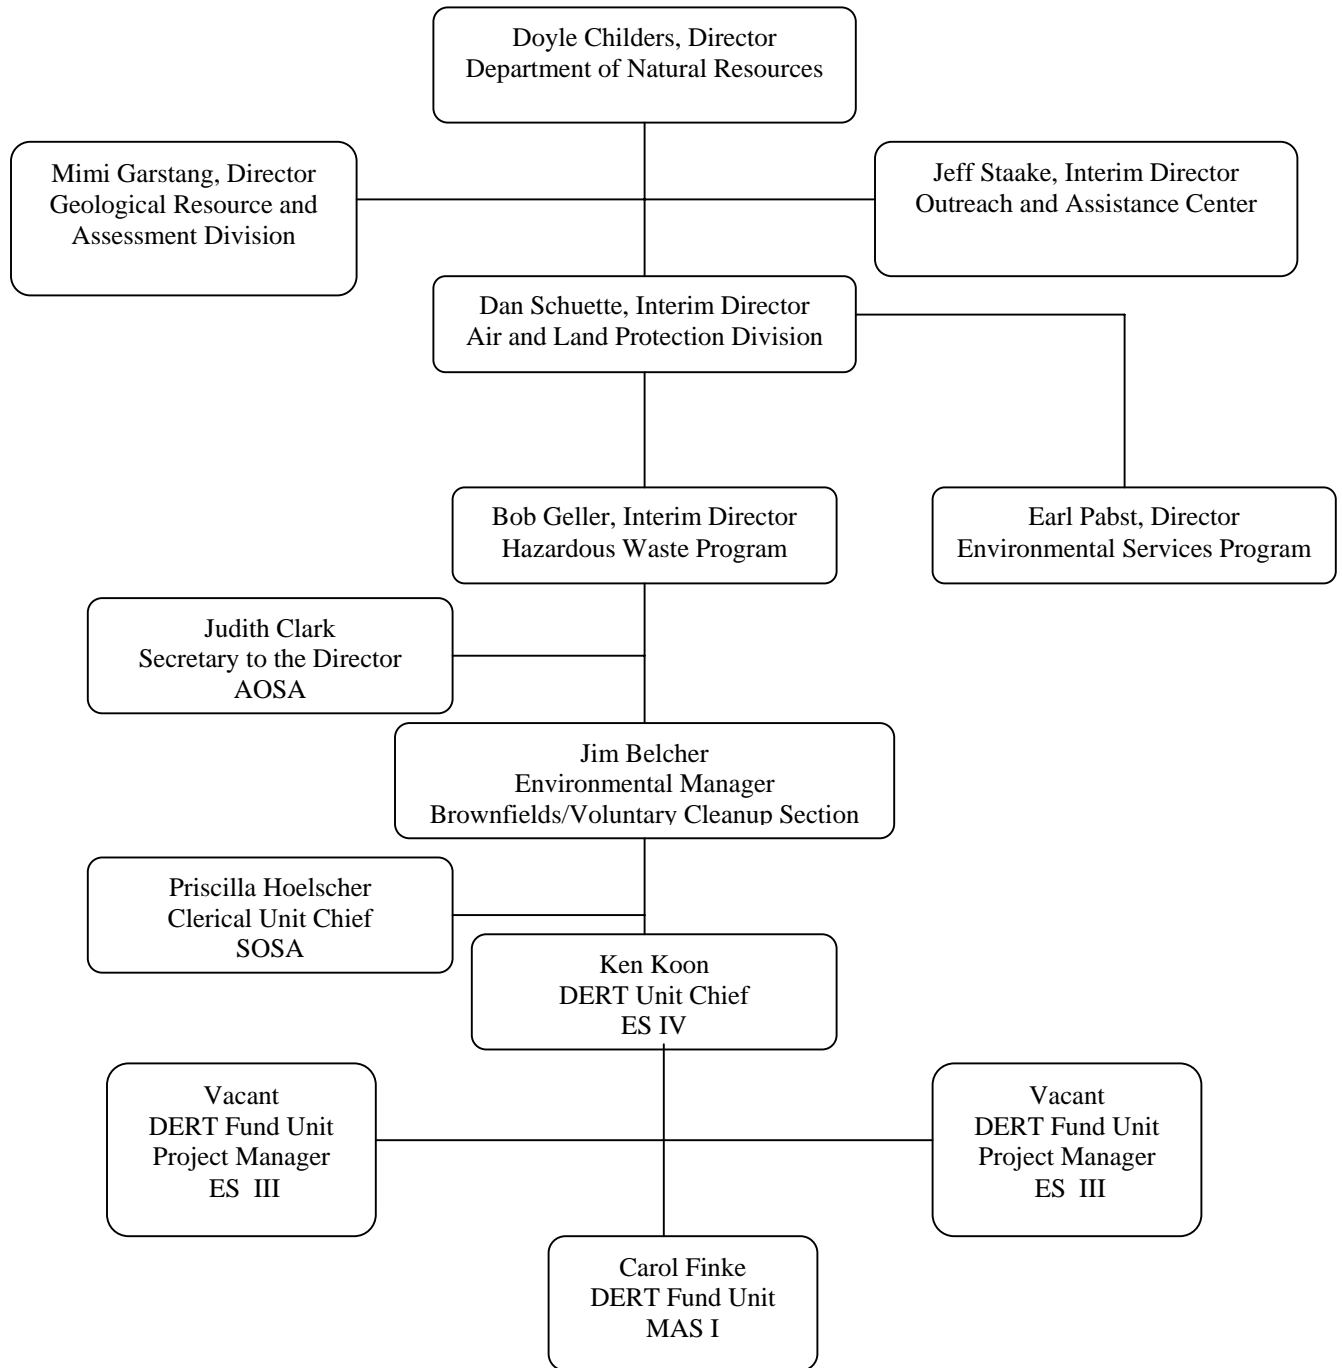 Doyle Childers, Director
Department of Natural Resources
Mimi Garstang, Director
Geological Resource and
Assessment Division
Jeff Staake, Interim Director
Outreach and Assistance Center
Dan Schuette, Interim Director
Air and Land Protection Division
Bob Geller, Interim Director
Hazardous Waste Program
Earl Pabst, Director
Environmental Services Program
Judith Clark
Secretary to the Director
AOSA
Jim Belcher
Environmental Manager
Brownfields/Voluntary Cleanup Section
Priscilla Hoelscher
Clerical Unit Chief
SOSA
Ken Koon
DERT Unit Chief
ES IV
Vacant
DERT Fund Unit
Project Manager
ES III
Vacant
DERT Fund Unit
Project Manager
ES III
Carol Finke
DERT Fund Unit
MAS I